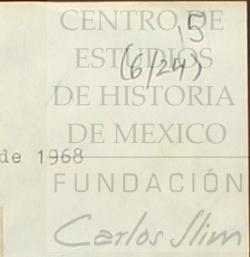 CENTRO DE
15
ESTUDIOS
(6/24)
DE HISTORIA
DE MEXICO
de 1968
FUNDACIÓN
Carlos Slim